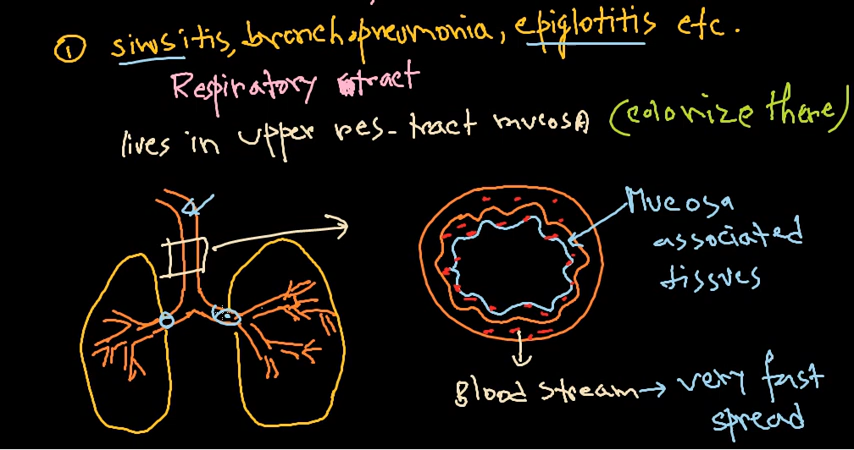 ① sinusitis, bronchopneumonia, epiglotitis etc.
Respiratory tract
lives in upper res- tract mucosA (colonize there)
Mucosa
associated
tissues
Blood stream → very fast
spread